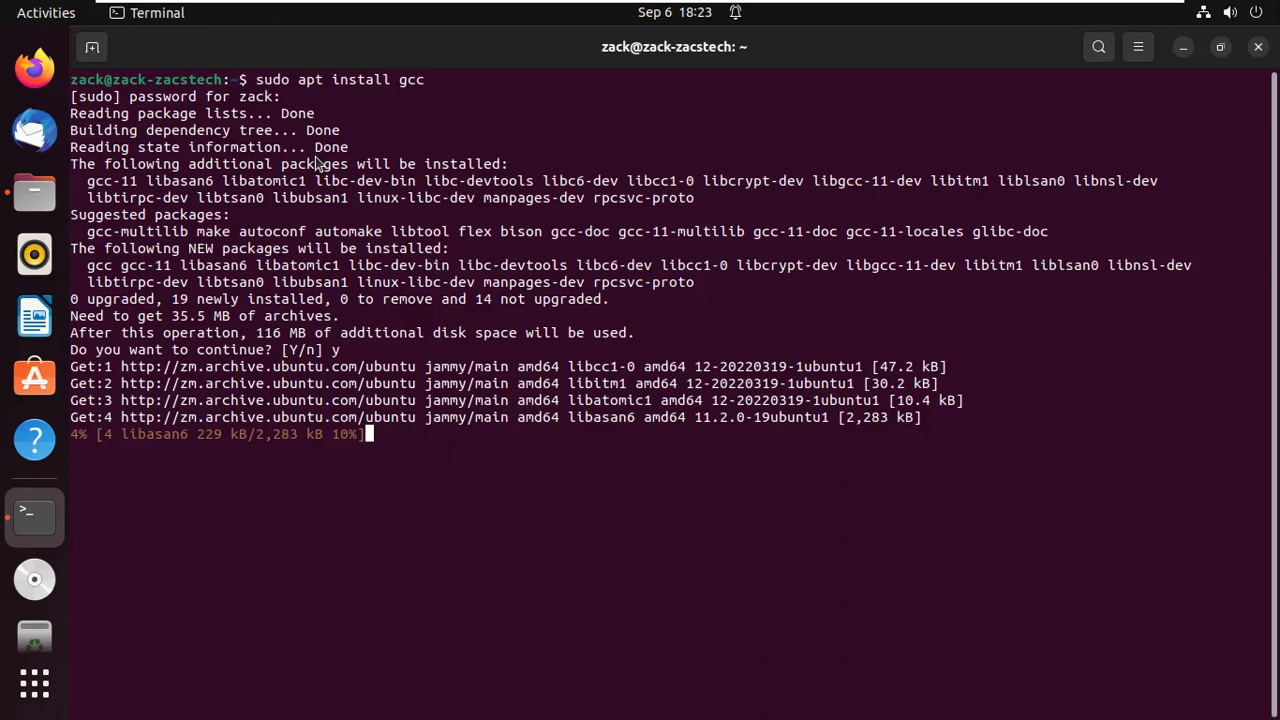 Activities
Terminal
Sep 6 18:23
zack@zack-zacstech: ~
zack@zack-zacstech:~$ sudo apt install gcc
[sudo] password for zack:
Reading package lists... Done
Building dependency tree... Done
Reading state information... Done
The following additional packages will be installed:
gcc-11 libasan6 libatomic1 libc-dev-bin libc-devtools libc6-dev libcc1-0 libcrypt-dev libgcc-11-dev libitm1 liblsan0 libnsl-dev
libtirpc-dev libtsan0 libubsan1 linux-libc-dev manpages-dev rpcsvc-proto
Suggested packages:
gcc-multilib make autoconf automake libtool flex bison gcc-doc gcc-11-multilib gcc-11-doc gcc-11-locales glibc-doc
The following NEW packages will be installed:
gcc gcc-11 libasan6 libatomic1 libc-dev-bin libc-devtools libc6-dev libcc1-0 libcrypt-dev libgcc-11-dev libitm1 liblsan0 libnsl-dev
libtirpc-dev libtsan0 libubsan1 linux-libc-dev manpages-dev rpcsvc-proto
0 upgraded, 19 newly installed, 0 to remove and 14 not upgraded.
Need to get 35.5 MB of archives.
After this operation, 116 MB of additional disk space will be used.
Do you want to continue? [Y/n] y
Get:1 http://zm.archive.ubuntu.com/ubuntu jammy/main amd64 libcc1-0 amd64 12-20220319-1ubuntu1 [47.2 kB]
Get:2 http://zm.archive.ubuntu.com/ubuntu jammy/main amd64 libitm1 amd64 12-20220319-1ubuntu1 [30.2 kB]
Get:3 http://zm.archive.ubuntu.com/ubuntu jammy/main amd64 libatomic1 amd64 12-20220319-1ubuntu1 [10.4 kB]
Get:4 http://zm.archive.ubuntu.com/ubuntu jammy/main amd64 libasan6 amd64 11.2.0-19ubuntu1 [2,283 kB]
4% [4 libasan6 229 kB/2,283 kB 10%]